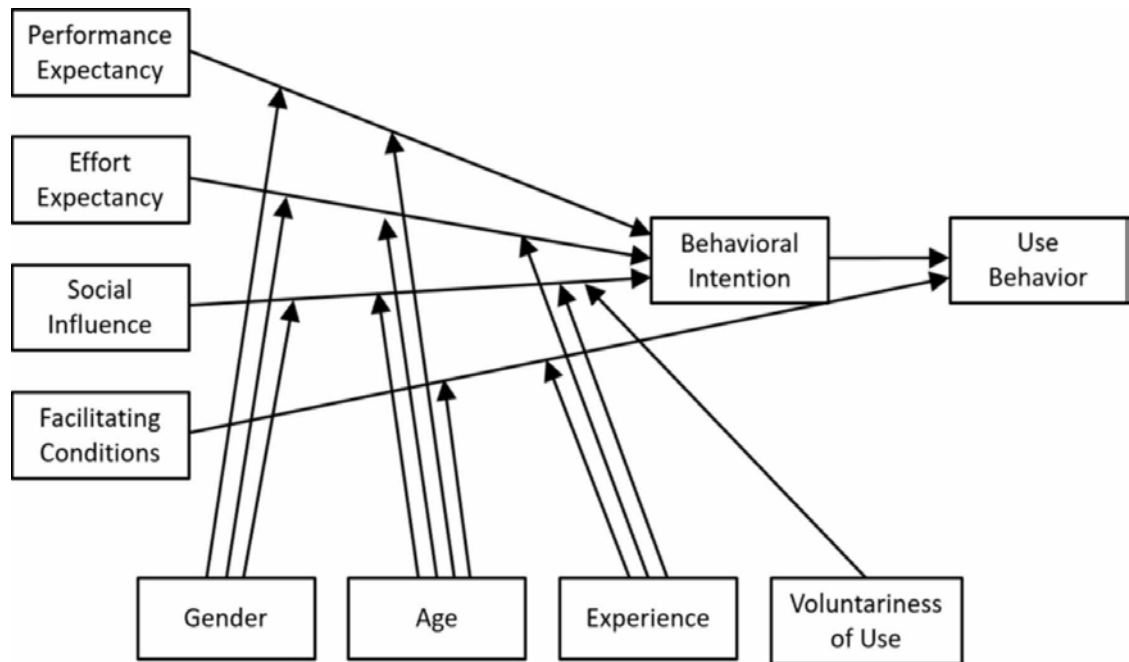 Performance
Expectancy
Effort
Expectancy
Social
Influence
Facilitating
Conditions
Behavioral
Intention
Use
Behavior
Gender
Age
Experience
Voluntariness
of Use